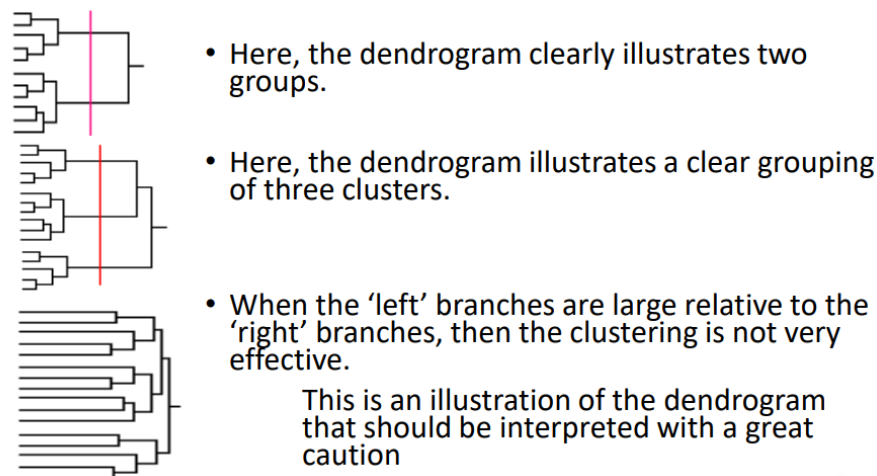 • Here, the dendrogram clearly illustrates two
groups.
• Here, the dendrogram illustrates a clear grouping
of three clusters.
• When the ‘left’ branches are large relative to the
‘right’ branches, then the clustering is not very
effective.
This is an illustration of the dendrogram
that should be interpreted with a great
caution